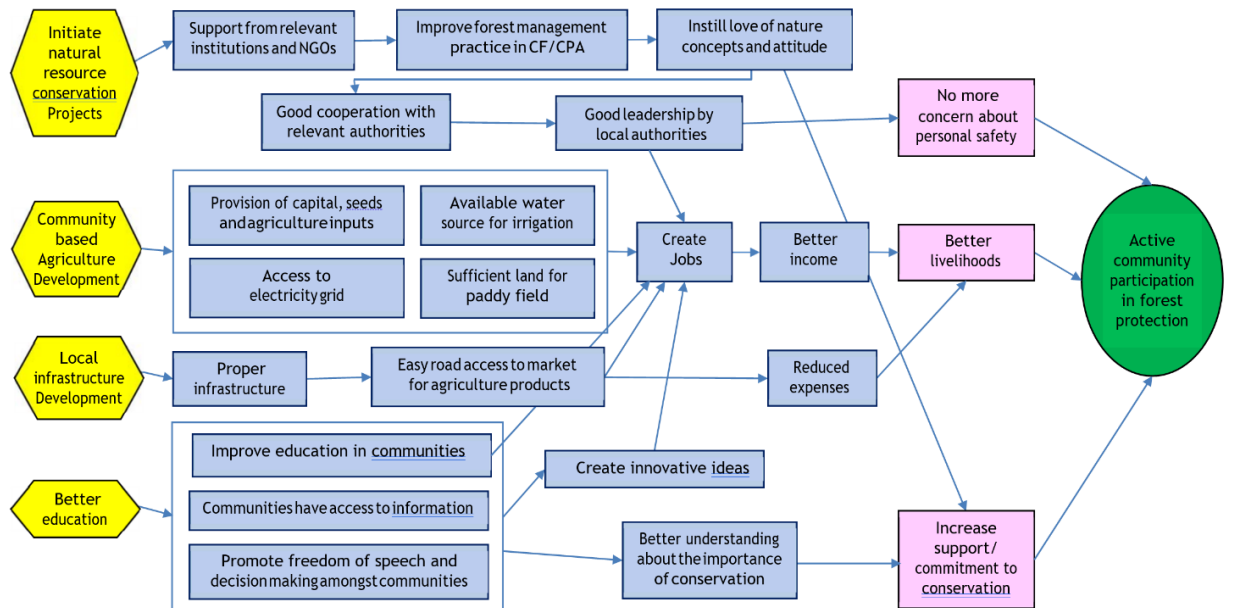 Initiate
natural
resource
conservation
Projects
Support from relevant
institutions and NGOs
Improve forest management
practice in CF/CPA
Instill love of nature
concepts and attitude
Good cooperation with
relevant authorities
Good leadership by
local authorities
No more
concern about
personal safety
Community
based
Agriculture
Development
Provision of capital, seeds
and agriculture inputs
Available water
source for irrigation
Access to
electricity grid
Sufficient land for
paddy field
Create
Jobs
Better
income
Better
livelihoods
Active
community
participation
in forest
protection
Local
infrastructure
Development
Proper
infrastructure
Easy road access to market
for agriculture products
Reduced
expenses
Better
education
Improve education in communities
Communities have access to information
Promote freedom of speech and
decision making amongst communities
Create innovative ideas
Better understanding
about the importance
of conservation
Increase
support/
commitment to
conservation